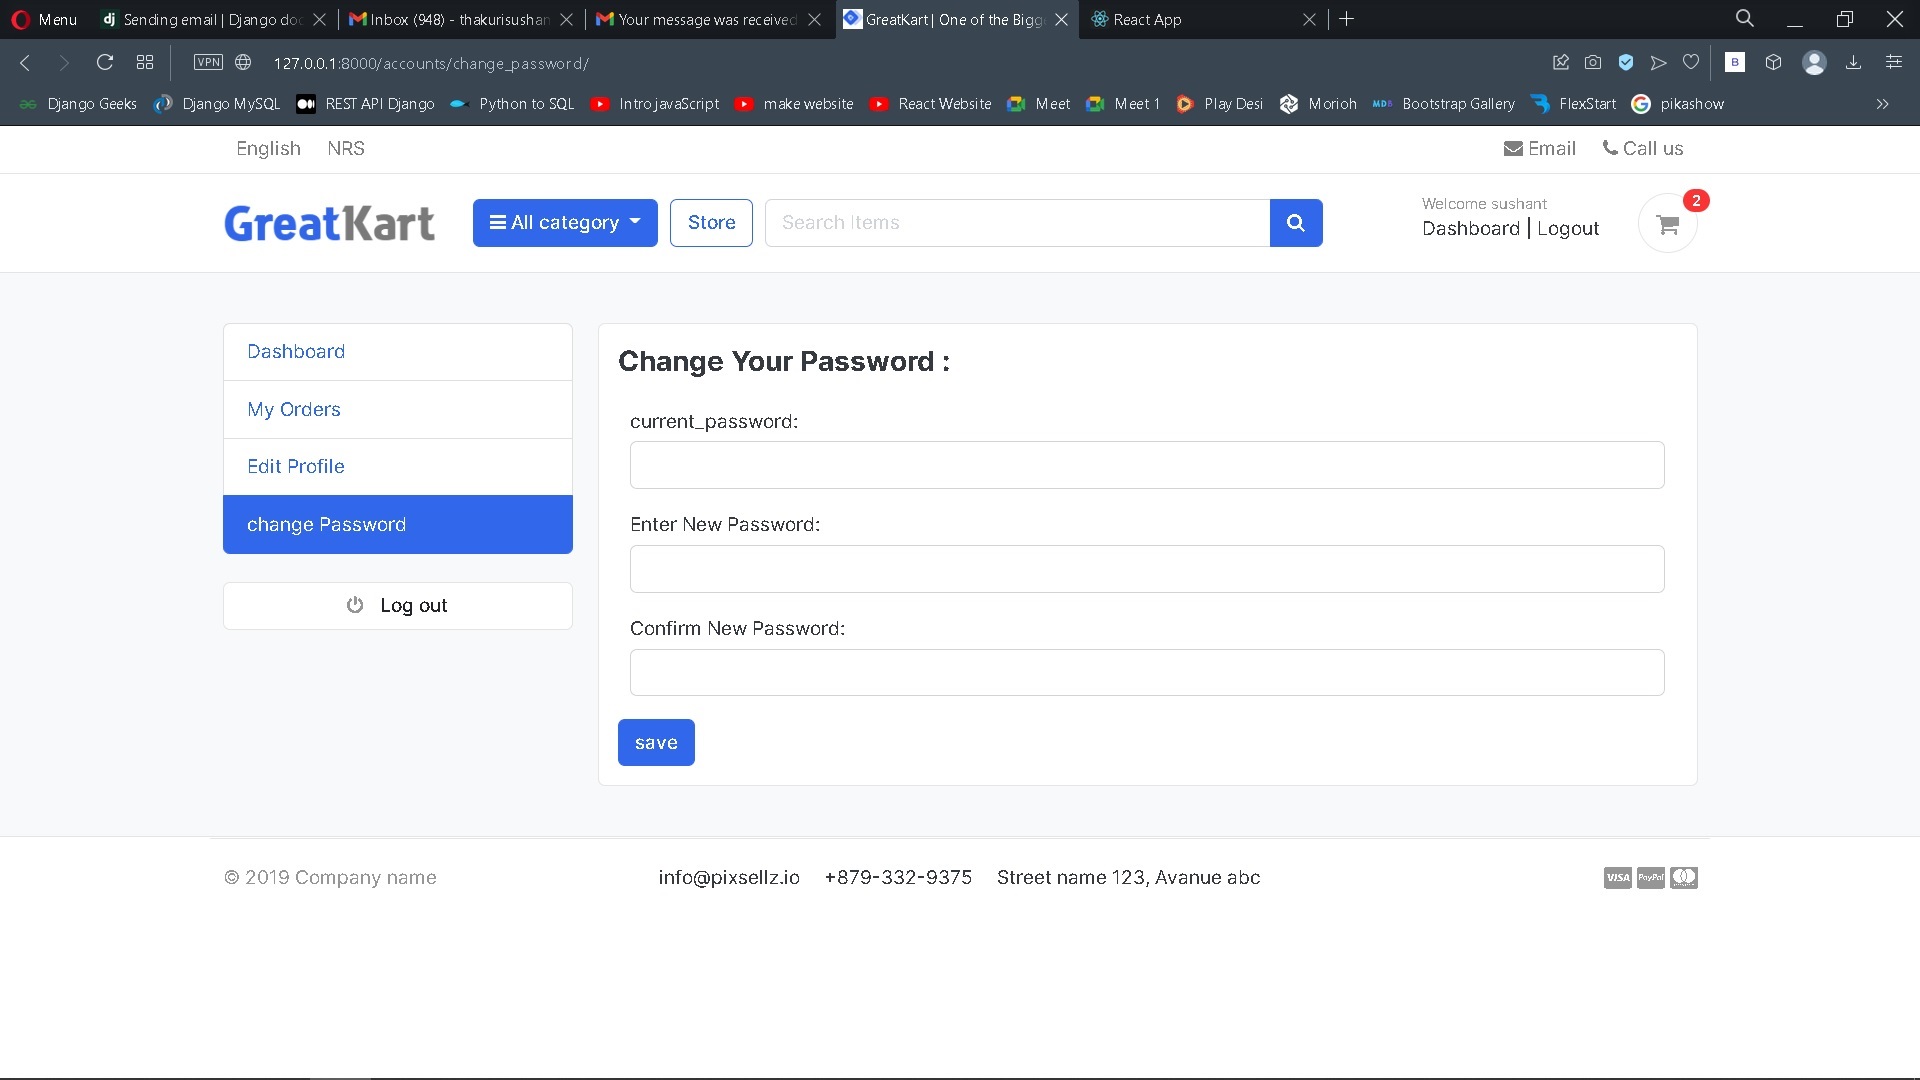 Menu
Sending email | Django doc
Inbox (948) - thakurisushan
Your message was received
GreatKart | One of the Bigg
React App
VPN
127.0.0.1:8000/accounts/change_password/
B
Django Geeks
Django MySQL
REST API Django
Python to SQL
Intro javaScript
make website
React Website
Meet
Meet 1
Play Desi
Morioh
MDB
Bootstrap Gallery
FlexStart
pikashow
English NRS
Email Call us
GreatKart
All category
Store
Search Items
Welcome sushant
Dashboard | Logout
2
Dashboard
My Orders
Edit Profile
change Password
Log out
Change Your Password :
current_password:
Enter New Password:
Confirm New Password:
save
© 2019 Company name
info@pixsellz.io +879-332-9375 Street name 123, Avanue abc
VISA PayPal